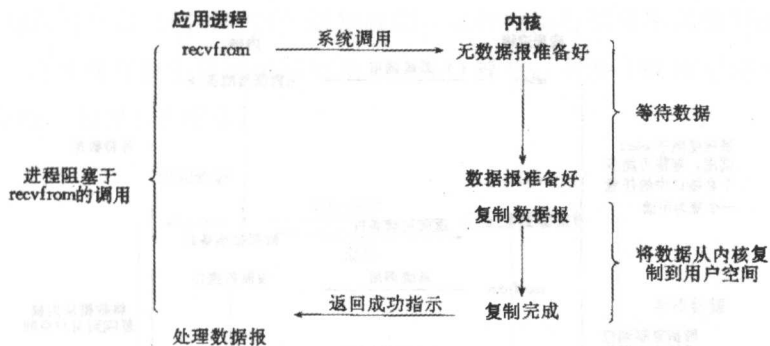 应用进程
内核
recvfrom
系统调用
无数据报准备好
等待数据
进程阻塞于
recvfrom的调用
数据报准备好
复制数据报
将数据从内核复
制到用户空间
返回成功指示
复制完成
处理数据报